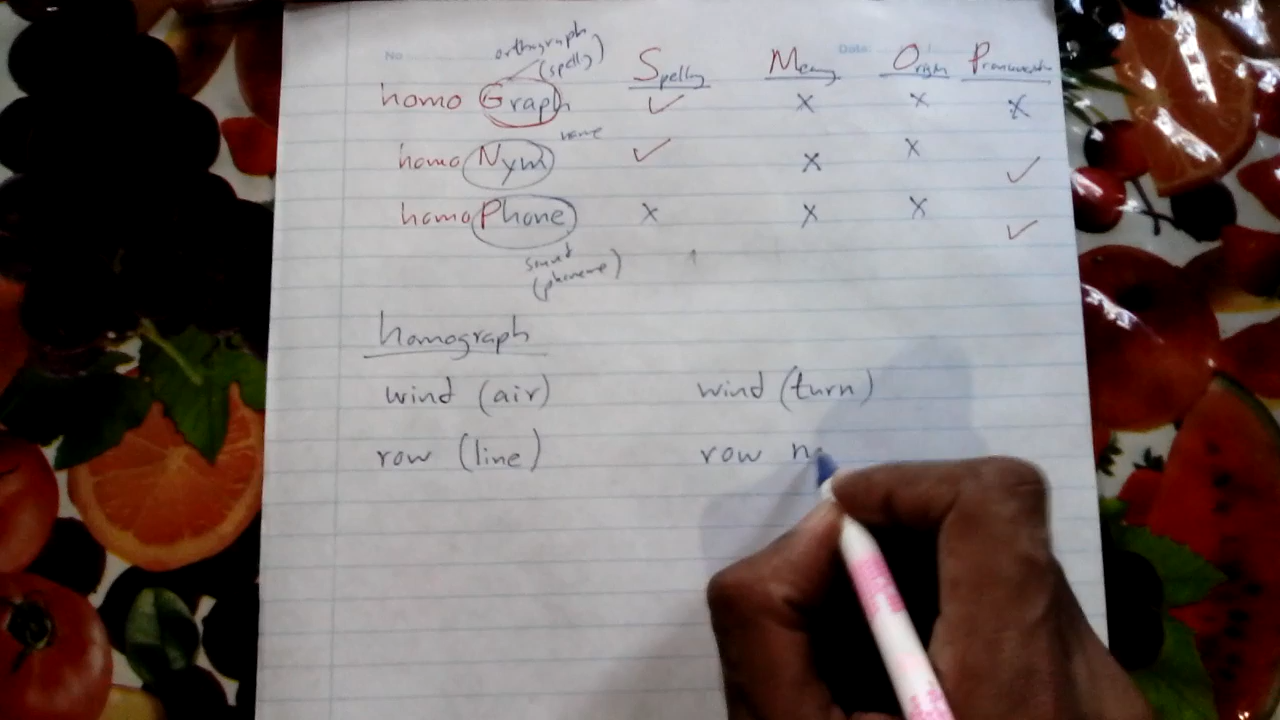 No
Date
orthograph
(spelly)
Spelling Meaning Origin Pronunciation
homo Graph ✓ x x x
name
homo Nym ✓ x x ✓
homo Phone x x x ✓
sound
(phoneme)
homograph
wind (air) wind (turn)
row (line) row n